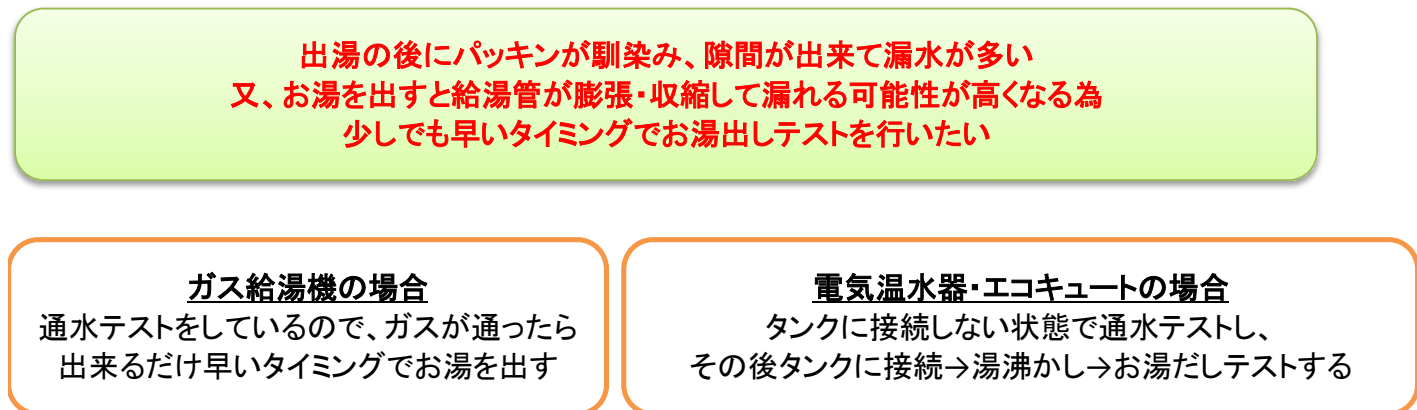 出湯の後にパッキンが馴染み、隙間が出来て漏水が多い
又、お湯を出すと給湯管が膨張・収縮して漏れる可能性が高くなる為
少しでも早いタイミングでお湯出しテストを行いたい
ガス給湯機の場合
通水テストをしているので、ガスが通ったら
出来るだけ早いタイミングでお湯を出す
電気温水器・エコキュートの場合
タンクに接続しない状態で通水テストし、
その後タンクに接続→湯沸かし→お湯だしテストする